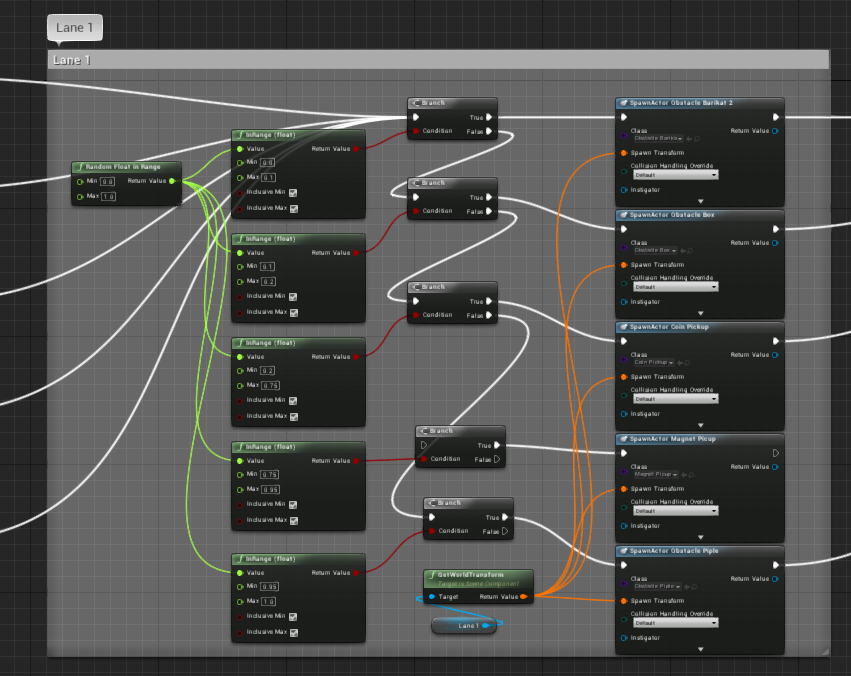 Lane 1
Lane 1
Random Float in Range
Min 0.0 Return Value
Max 1.0
InRange (float)
Value Return Value
Min 0.0
Max 0.1
Inclusive Min
Inclusive Max
InRange (float)
Value Return Value
Min 0.1
Max 0.2
Inclusive Min
Inclusive Max
InRange (float)
Value Return Value
Min 0.2
Max 0.75
Inclusive Min
Inclusive Max
InRange (float)
Value Return Value
Min 0.75
Max 0.95
Inclusive Min
Inclusive Max
InRange (float)
Value Return Value
Min 0.95
Max 1.0
Inclusive Min
Inclusive Max
Branch
True
Condition False
Branch
True
Condition False
Branch
True
Condition False
Branch
True
Condition False
Branch
True
Condition False
GetWorldTransform
Target is Scene Component
Target Return Value
Lane 1
SpawnActor Obstacle Barikat 2
Class Return Value
Obstacle Barika
Spawn Transform
Collision Handling Override
Default
Instigator
SpawnActor Obstacle Box
Class Return Value
Obstacle Box
Spawn Transform
Collision Handling Override
Default
Instigator
SpawnActor Coin Pickup
Class Return Value
Coin Pickup
Spawn Transform
Collision Handling Override
Default
Instigator
SpawnActor Magnet Picup
Class Return Value
Magnet Picup
Spawn Transform
Collision Handling Override
Default
Instigator
SpawnActor Obstacle Piple
Class Return Value
Obstacle Piple
Spawn Transform
Collision Handling Override
Default
Instigator